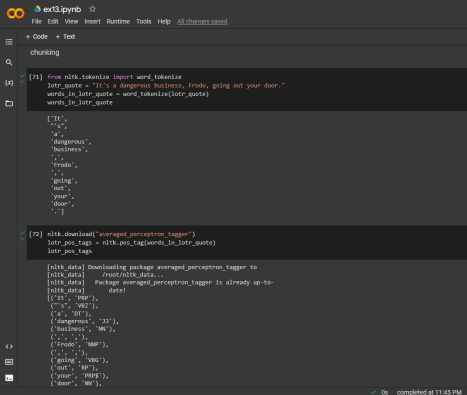 ex13.ipynb
File Edit View Insert Runtime Tools Help All changes saved
+ Code + Text
chunking
[71] from nltk.tokenize import word_tokenize
lotr_quote = "It's a dangerous business, Frodo, going out your door."
words_in_lotr_quote = word_tokenize(lotr_quote)
words_in_lotr_quote
['It',
"'s",
'a',
'dangerous',
'business',
',',
'Frodo',
',',
'going',
'out',
'your',
'door',
'.']
[72] nltk.download("averaged_perceptron_tagger")
lotr_pos_tags = nltk.pos_tag(words_in_lotr_quote)
lotr_pos_tags
[nltk_data] Downloading package averaged_perceptron_tagger to
[nltk_data]     /root/nltk_data...
[nltk_data]   Package averaged_perceptron_tagger is already up-to-
[nltk_data]       date!
[('It', 'PRP'),
("'s", 'VBZ'),
('a', 'DT'),
('dangerous', 'JJ'),
('business', 'NN'),
(',', ','),
('Frodo', 'NNP'),
(',', ','),
('going', 'VBG'),
('out', 'RP'),
('your', 'PRP$'),
('door', 'NN'),
0s completed at 11:45 PM